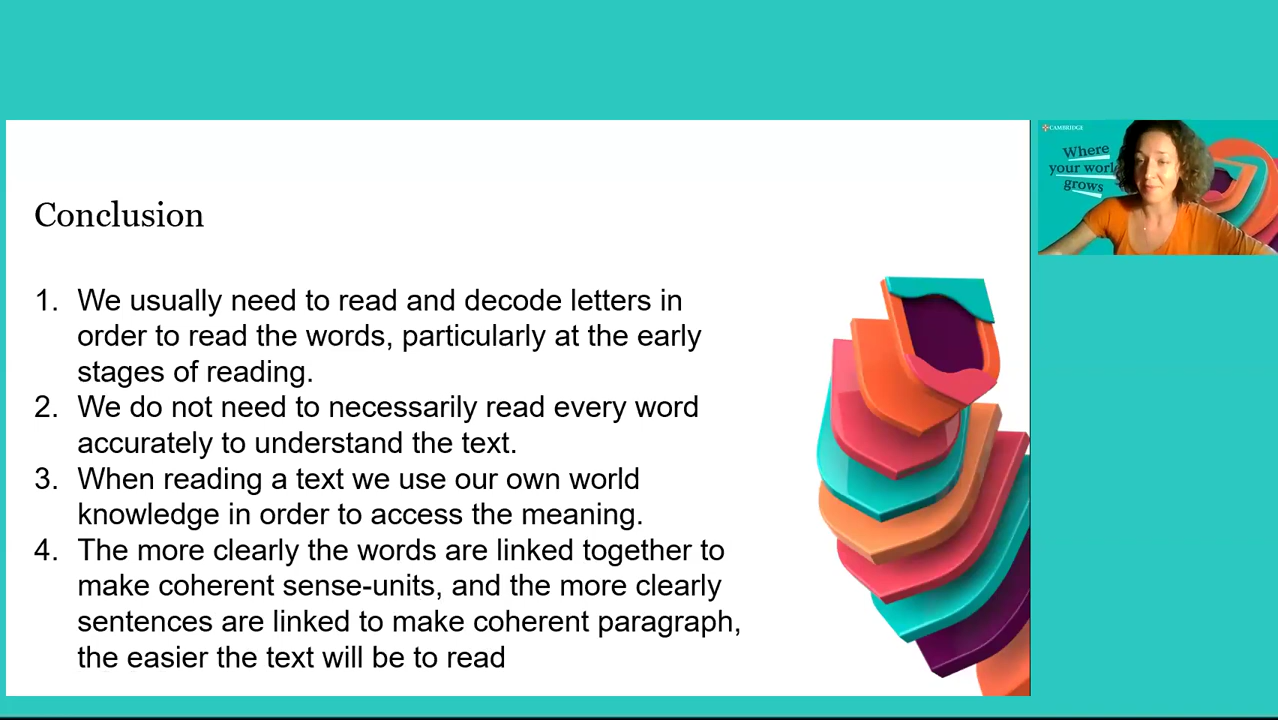 Conclusion
1. We usually need to read and decode letters in
order to read the words, particularly at the early
stages of reading.
2. We do not need to necessarily read every word
accurately to understand the text.
3. When reading a text we use our own world
knowledge in order to access the meaning.
4. The more clearly the words are linked together to
make coherent sense-units, and the more clearly
sentences are linked to make coherent paragraph,
the easier the text will be to read
CAMBRIDGE
Where
your worl
grows